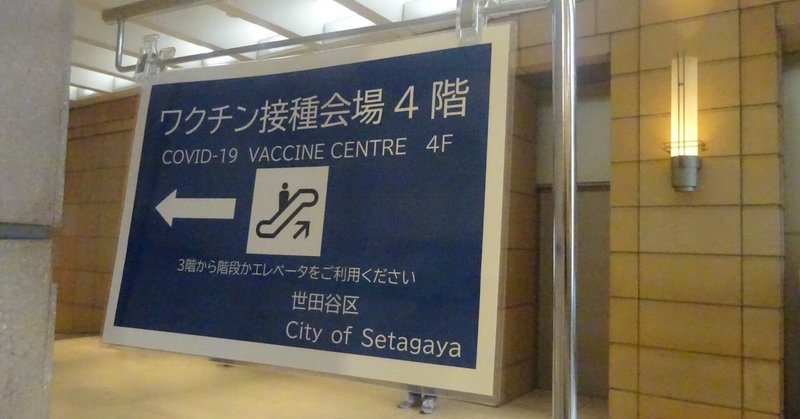 ワクチン接種会場4階
COVID-19 VACCINE CENTRE 4F
3階から階段かエレベータをご利用ください
世田谷区
City of Setagaya